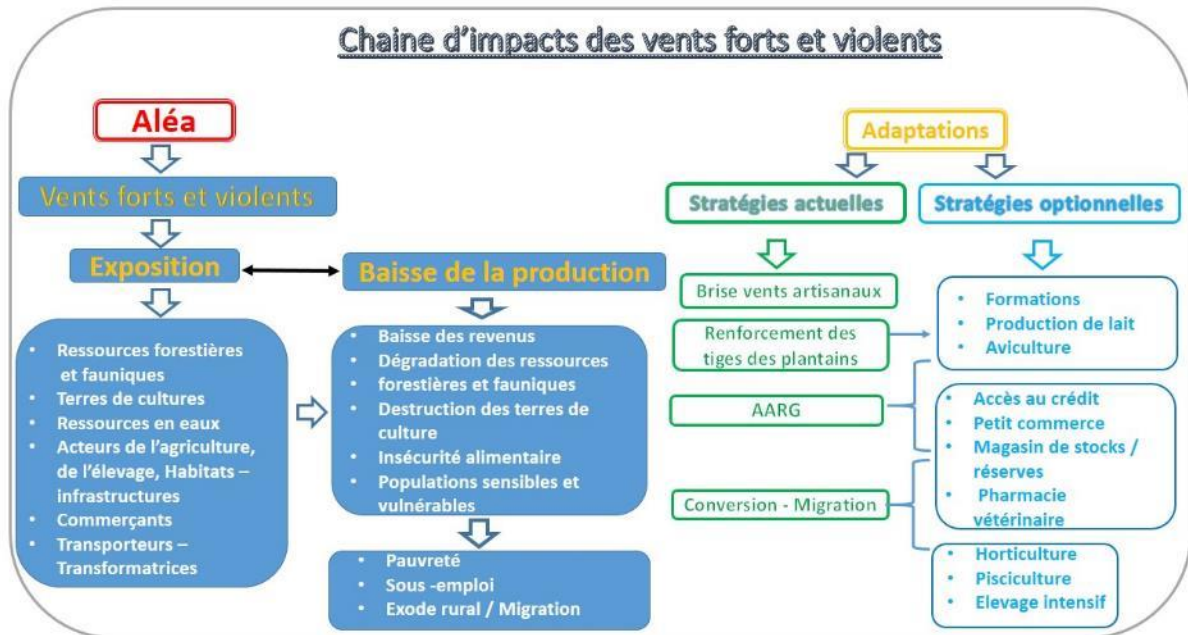 Chaine d'impacts des vents forts et violents
Aléa
Vents forts et violents
Exposition
• Ressources forestières
et fauniques
• Terres de cultures
• Ressources en eaux
• Acteurs de l'agriculture,
de l'élevage, Habitats –
infrastructures
• Commerçants
• Transporteurs –
Transformatrices
Baisse de la production
• Baisse des revenus
• Dégradation des ressources
• forestières et fauniques
• Destruction des terres de
culture
• Insécurité alimentaire
• Populations sensibles et
vulnérables
• Pauvreté
• Sous -emploi
• Exode rural / Migration
Adaptations
Stratégies actuelles
Brise vents artisanaux
Renforcement des
tiges des plantains
AARG
Conversion - Migration
Stratégies optionnelles
• Formations
• Production de lait
• Aviculture
• Accès au crédit
• Petit commerce
• Magasin de stocks /
réserves
• Pharmacie
vétérinaire
• Horticulture
• Pisciculture
• Elevage intensif